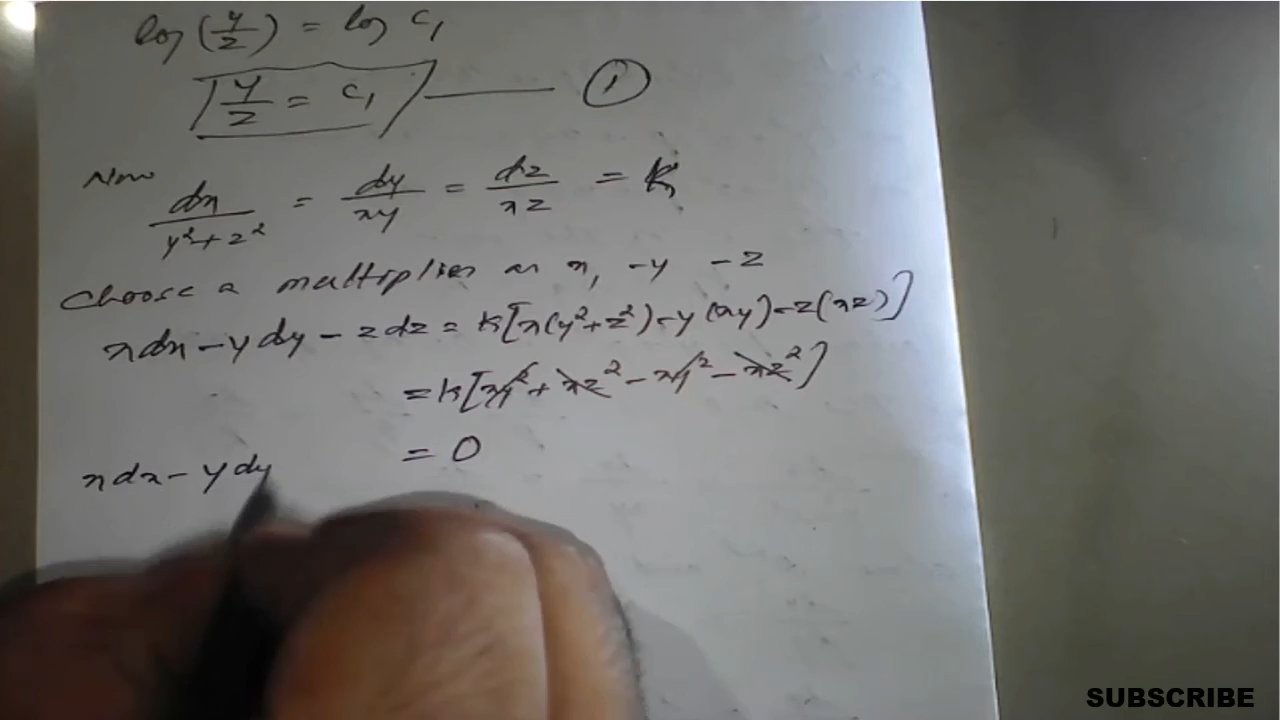 log (y/z) = log c₁
y/z = c₁ —— ①
Now
dx/(y²+z²) = dy/xy = dz/xz = k
Choose a multiplier as x, -y -z
xdx - ydy - zdz = k[x(y²+z²) - y(xy) - z(xz)]
= k[xy² + xz² - xy² - xz²]
= 0
xdx - ydy
SUBSCRIBE